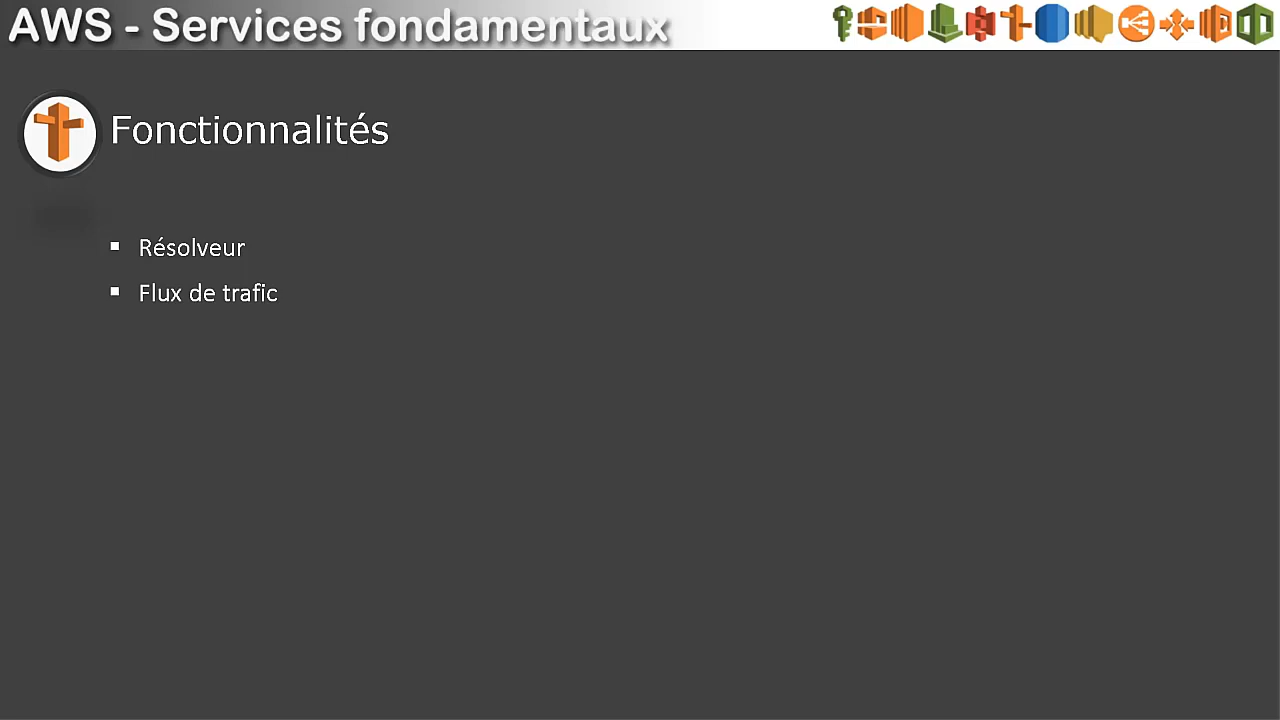 AWS - Services fondamentaux
Fonctionnalités
▪ Résolveur
▪ Flux de trafic